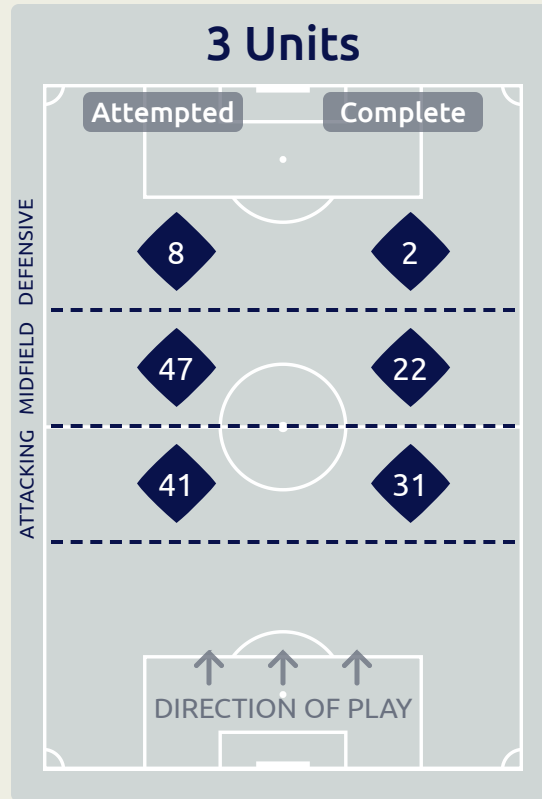 3 Units
Attempted Complete
8 2
DEFENSIVE
47 22
MIDFIELD
41 31
ATTACKING
DIRECTION OF PLAY